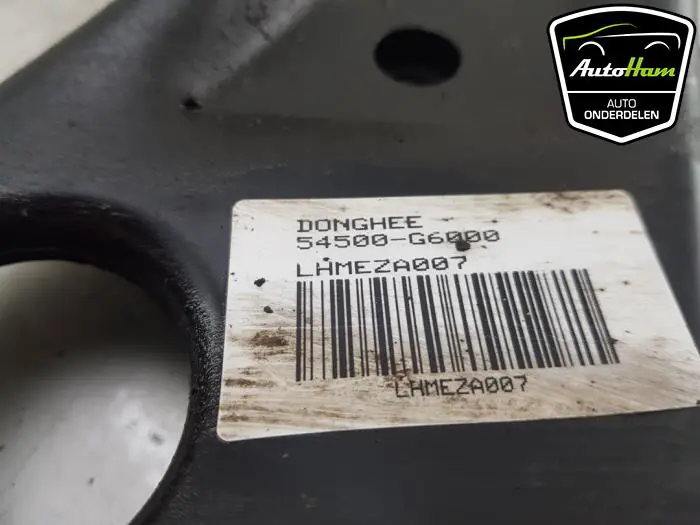 AutoHam
AUTO
ONDERDELEN
DONGHEE
54500-G6000
LHMEZA007
LHMEZA007